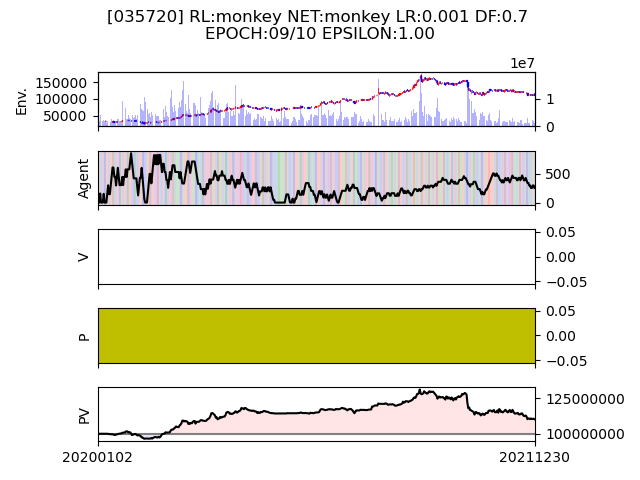 [035720] RL:monkey NET:monkey LR:0.001 DF:0.7
EPOCH:09/10 EPSILON:1.00
1e7
Env.
150000
100000
50000
1
0
Agent
500
0
V
0.05
0.00
−0.05
P
0.05
0.00
−0.05
PV
125000000
100000000
20200102
20211230